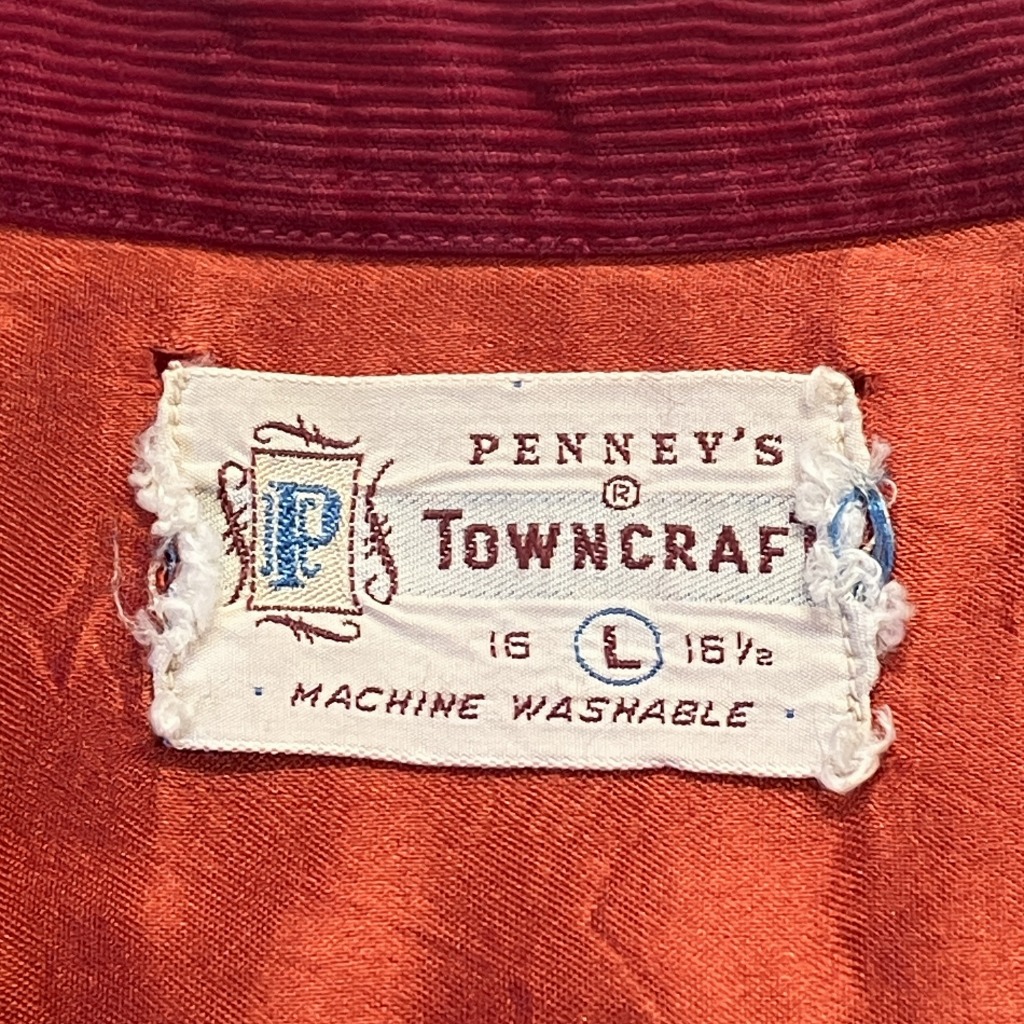 P
PENNEY'S
®
TOWNCRAFT
16 L 16½
MACHINE WASHABLE